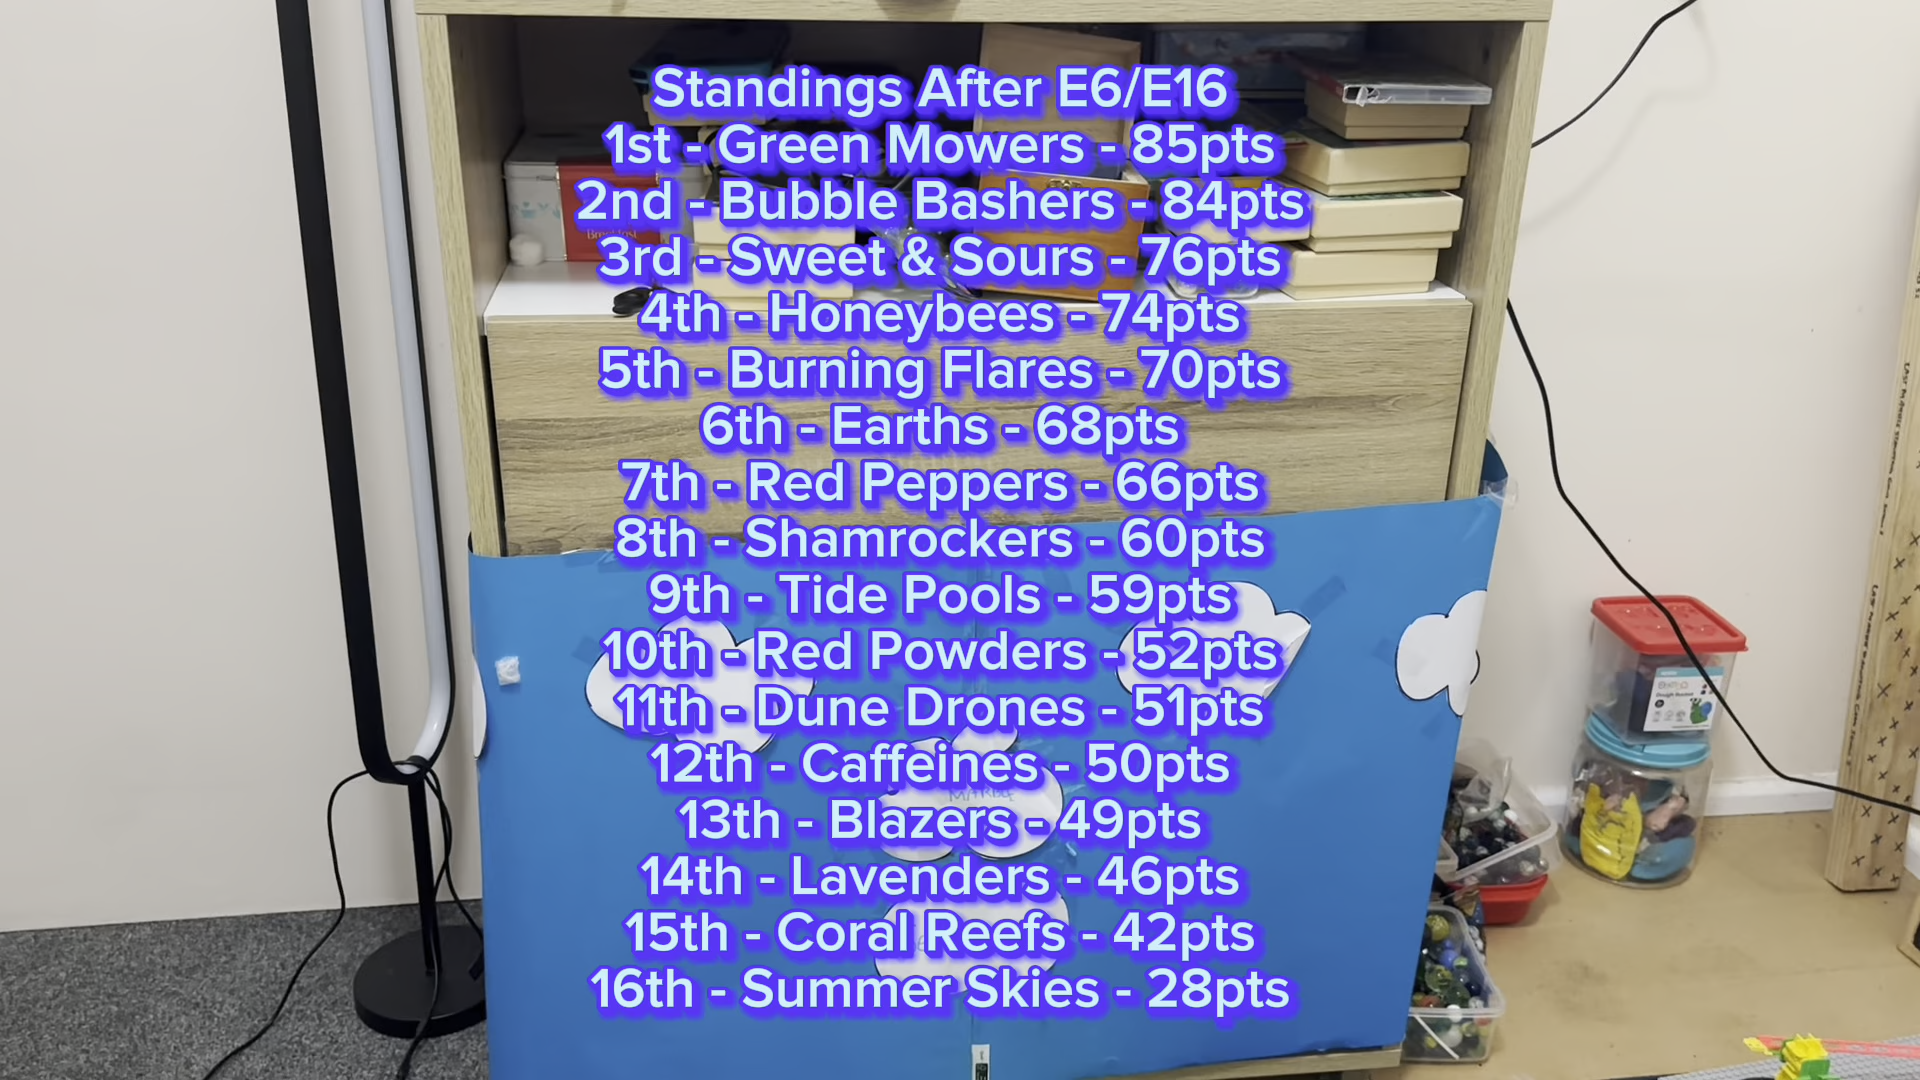 Standings After E6/E16
1st - Green Mowers - 85pts
2nd - Bubble Bashers - 84pts
3rd - Sweet & Sours - 76pts
4th - Honeybees - 74pts
5th - Burning Flares - 70pts
6th - Earths - 68pts
7th - Red Peppers - 66pts
8th - Shamrockers - 60pts
9th - Tide Pools - 59pts
10th - Red Powders - 52pts
11th - Dune Drones - 51pts
12th - Caffeines - 50pts
13th - Blazers - 49pts
14th - Lavenders - 46pts
15th - Coral Reefs - 42pts
16th - Summer Skies - 28pts